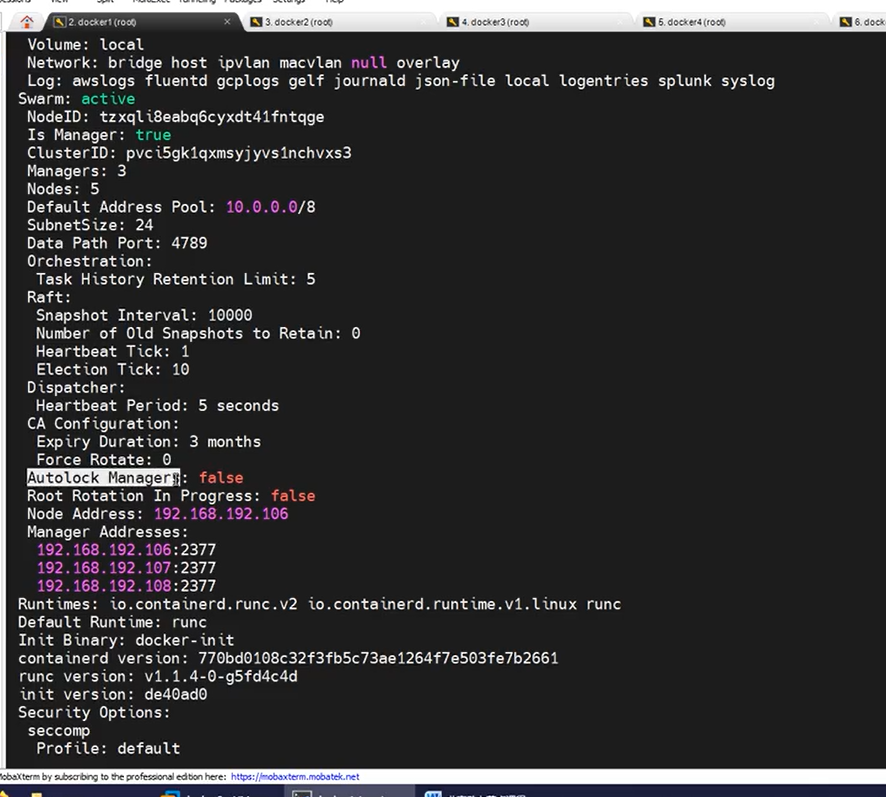 2. docker1 (root)
3. docker2 (root)
4. docker3 (root)
5. docker4 (root)
Volume: local
Network: bridge host ipvlan macvlan null overlay
Log: awslogs fluentd gcplogs gelf journald json-file local logentries splunk syslog
Swarm: active
NodeID: tzxqli8eabq6cyxdt41fntqge
Is Manager: true
ClusterID: pvci5gk1qxmsyjyvs1nchvxs3
Managers: 3
Nodes: 5
Default Address Pool: 10.0.0.0/8
SubnetSize: 24
Data Path Port: 4789
Orchestration:
Task History Retention Limit: 5
Raft:
Snapshot Interval: 10000
Number of Old Snapshots to Retain: 0
Heartbeat Tick: 1
Election Tick: 10
Dispatcher:
Heartbeat Period: 5 seconds
CA Configuration:
Expiry Duration: 3 months
Force Rotate: 0
Autolock Managers: false
Root Rotation In Progress: false
Node Address: 192.168.192.106
Manager Addresses:
192.168.192.106:2377
192.168.192.107:2377
192.168.192.108:2377
Runtimes: io.containerd.runc.v2 io.containerd.runtime.v1.linux runc
Default Runtime: runc
Init Binary: docker-init
containerd version: 770bd0108c32f3fb5c73ae1264f7e503fe7b2661
runc version: v1.1.4-0-g5fd4c4d
init version: de40ad0
Security Options:
seccomp
Profile: default
MobaXterm by subscribing to the professional edition here: https://mobaxterm.mobatek.net